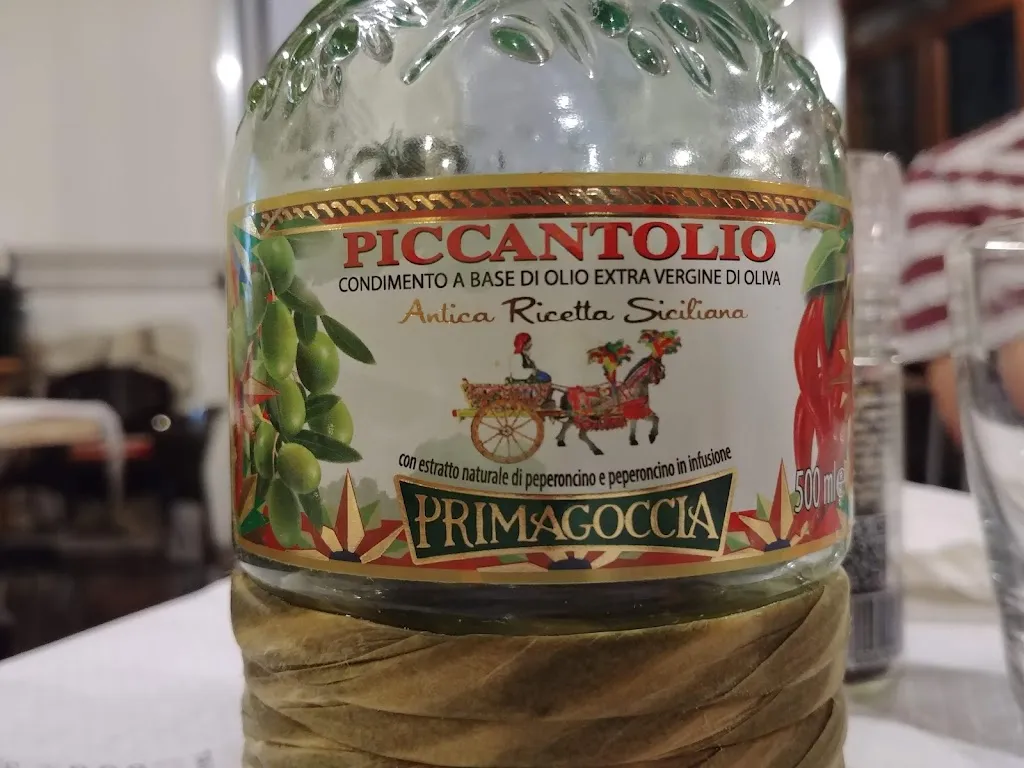 PICCANTOLIO
CONDIMENTO A BASE DI OLIO EXTRA VERGINE DI OLIVA
Antica Ricetta Siciliana
con estratto naturale di peperoncino e peperoncino in infusione
500 ml e
PRIMAGOCCIA